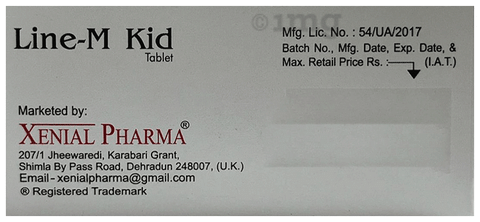 ©1mg
Line-M Kid
Tablet
Mfg. Lic. No. : 54/UA/2017
Batch No., Mfg. Date, Exp. Date, &
Max. Retail Price Rs. : (I.A.T.)
Marketed by:
XENIAL PHARMA®
207/1 Jheewaredi, Karabari Grant,
Shimla By Pass Road, Dehradun 248007, (U.K.)
Email - xenialpharma@gmail.com
® Registered Trademark